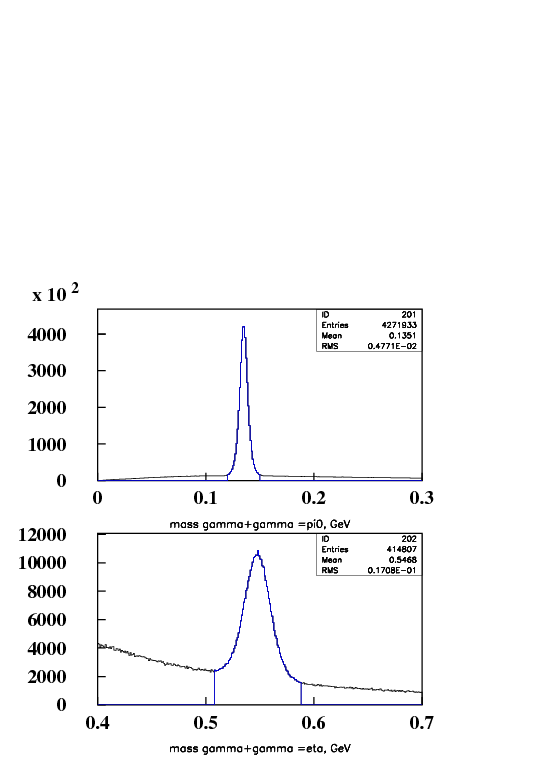 x 10 2
4000
3000
2000
1000
0
ID 201
Entries 4271933
Mean 0.1351
RMS 0.4771E-02
0 0.1 0.2 0.3
mass gamma+gamma =pi0, GeV
12000
10000
8000
6000
4000
2000
0
ID 202
Entries 414807
Mean 0.5468
RMS 0.1708E-01
0.4 0.5 0.6 0.7
mass gamma+gamma =eta, GeV